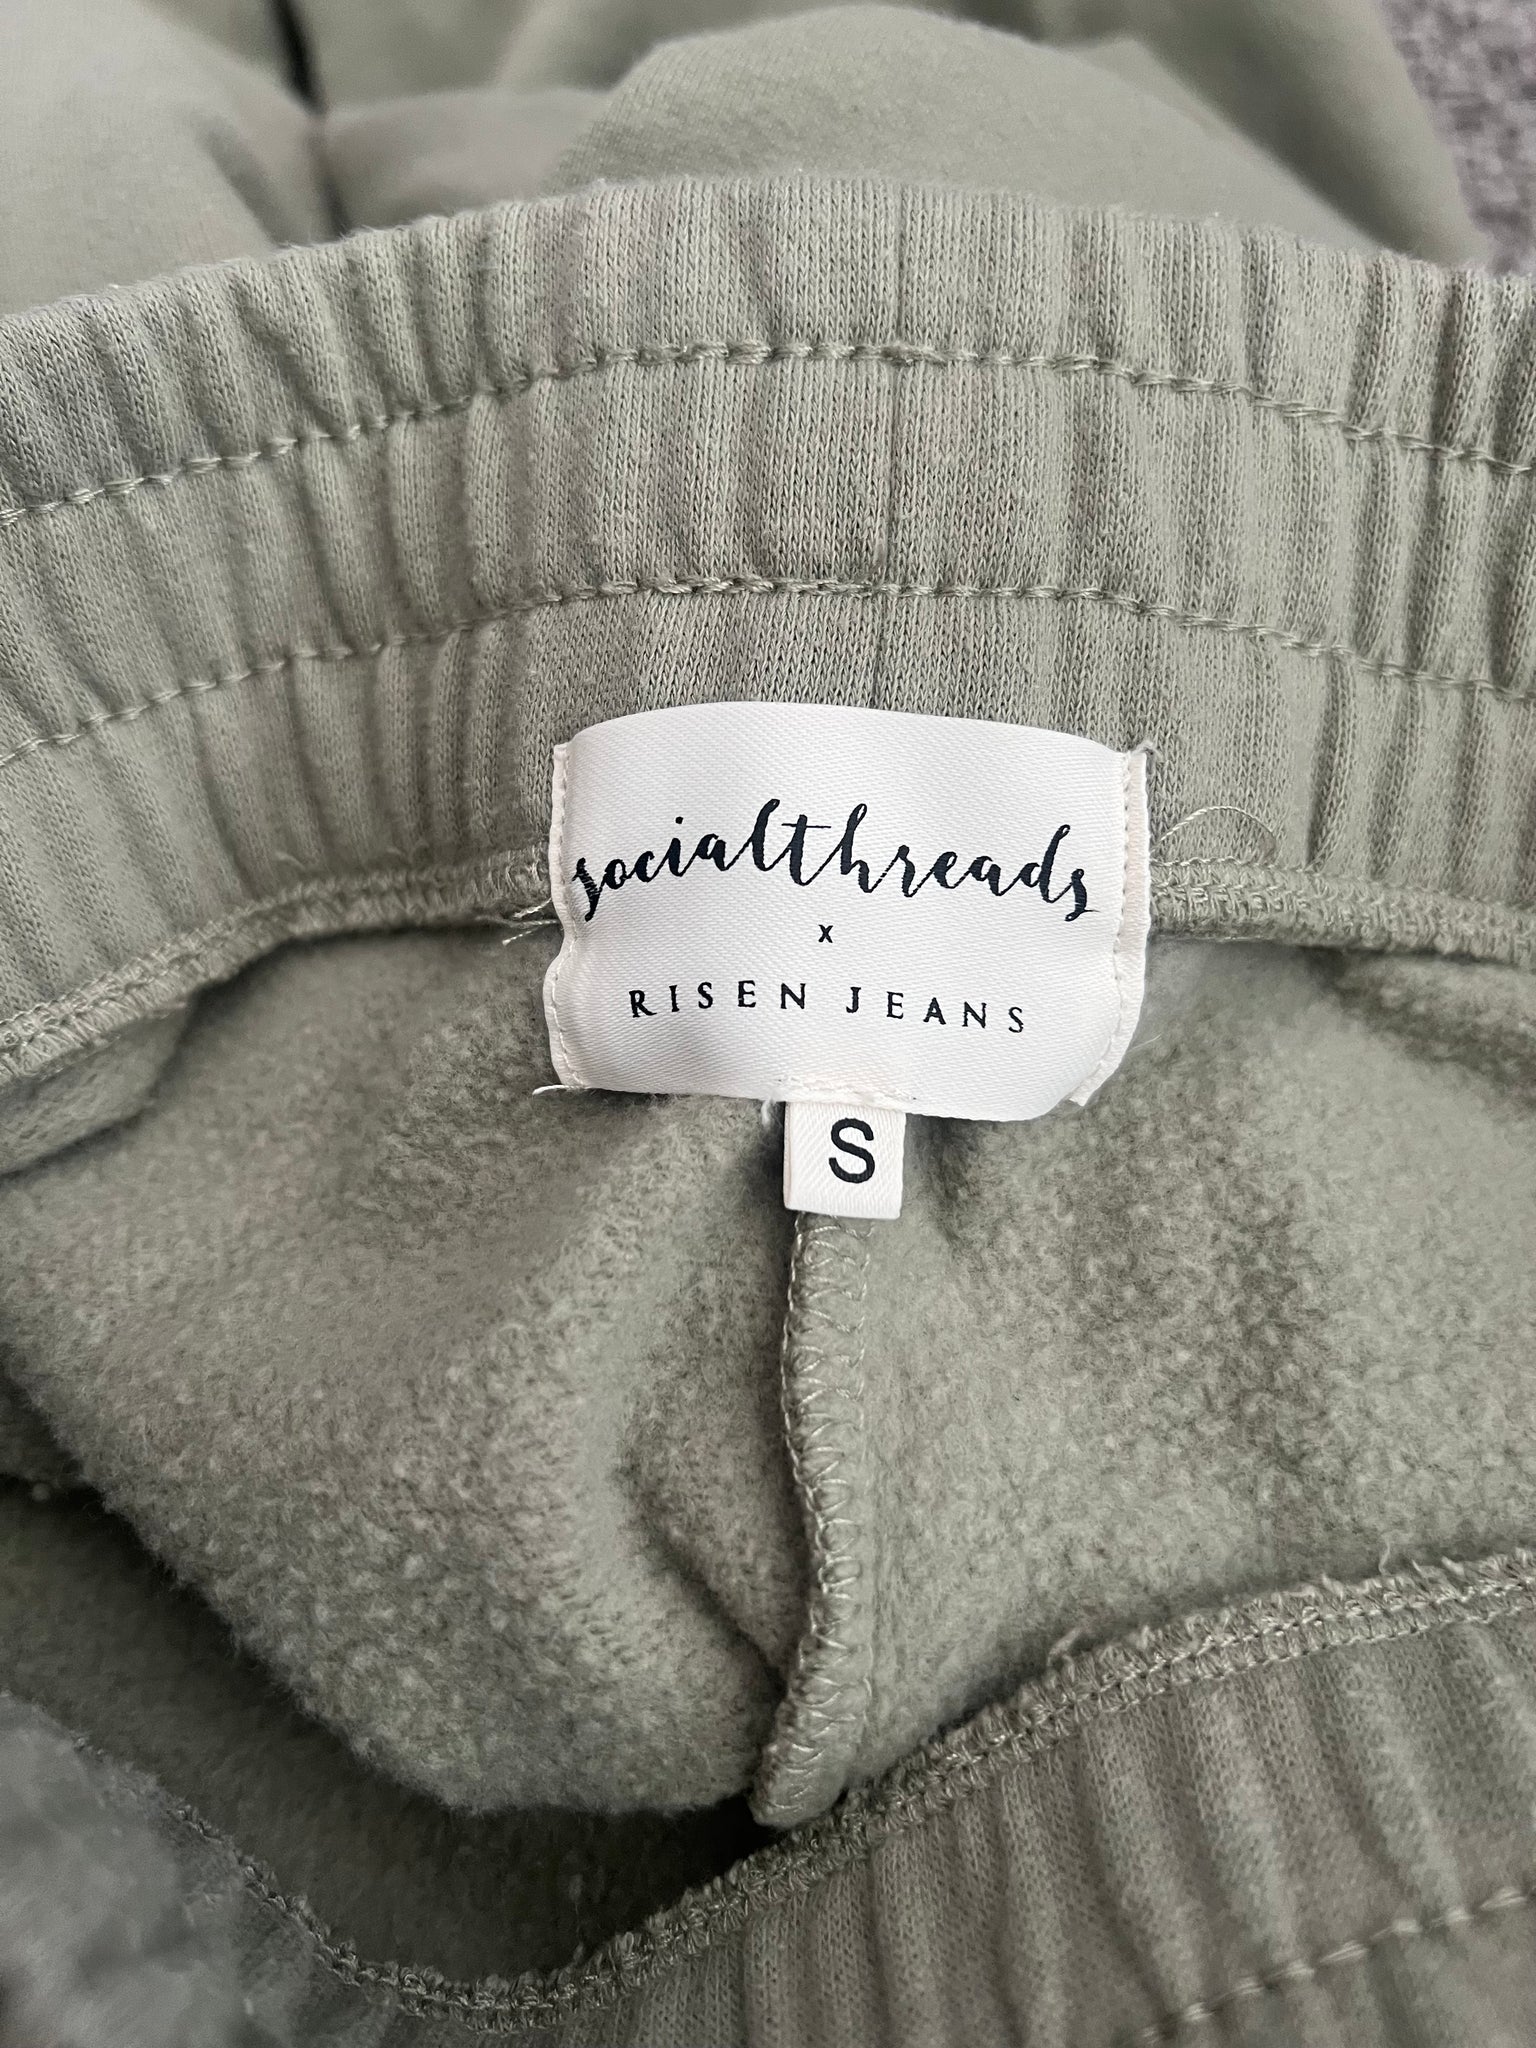 socialthreads
x
RISEN JEANS
S